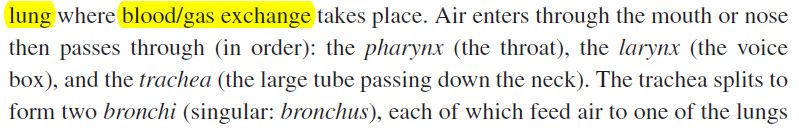 lung where blood/gas exchange takes place. Air enters through the mouth or nose
then passes through (in order): the pharynx (the throat), the larynx (the voice
box), and the trachea (the large tube passing down the neck). The trachea splits to
form two bronchi (singular: bronchus), each of which feed air to one of the lungs